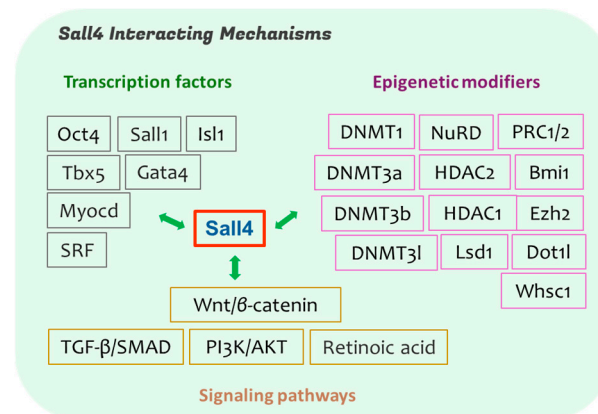 Sall4 Interacting Mechanisms
Transcription factors
Epigenetic modifiers
Oct4 Sall1 Isl1
Tbx5 Gata4
Myocd
SRF
DNMT1 NuRD PRC1/2
DNMT3a HDAC2 Bmi1
DNMT3b HDAC1 Ezh2
DNMT3l Lsd1 Dot1l
Whsc1
Sall4
Wnt/β-catenin
TGF-β/SMAD PI3K/AKT Retinoic acid
Signaling pathways